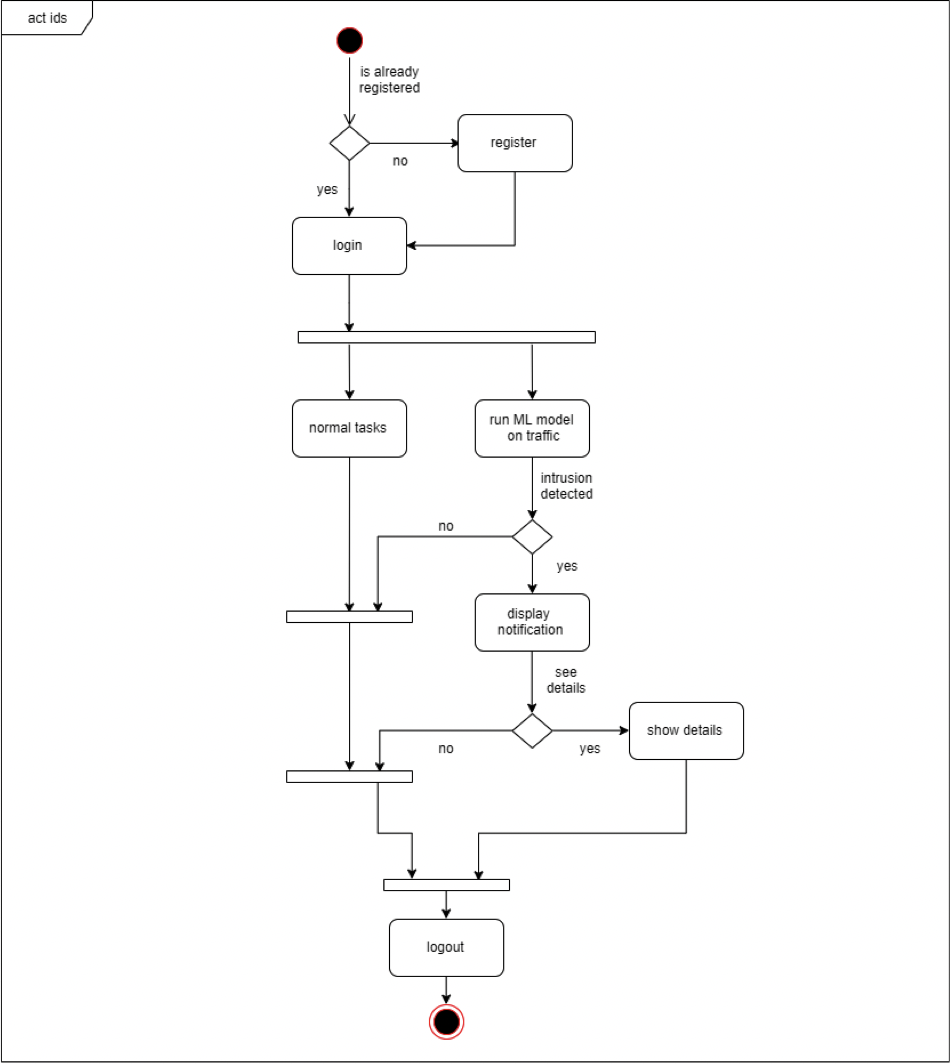 act ids
is already
registered
register
no
yes
login
normal tasks
run ML model
on traffic
intrusion
detected
no
yes
display
notification
see
details
show details
no
yes
logout